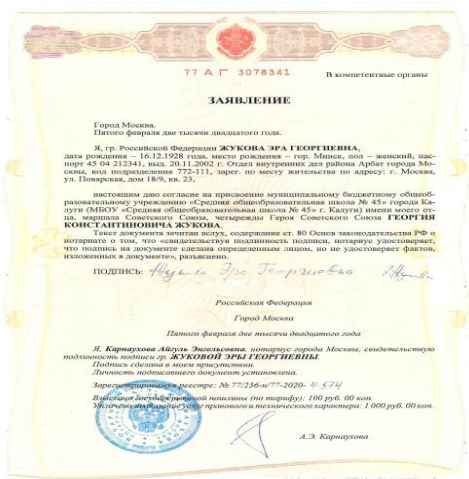 77 А Г 3078341
В компетентные органы
ЗАЯВЛЕНИЕ
Город Москва.
Пятого февраля две тысячи двадцатого года.
Я, гр. Российской Федерации ЖУКОВА ЭРА ГЕОРГИЕВНА,
дата рождения – 16.12.1928 года, место рождения – гор. Минск, пол – женский, пас-
порт 45 04 212341, выд. 20.11.2002 г. Отдел внутренних дел района Арбат города Мо-
сквы, код подразделения 772-111, зарег. по месту жительства по адресу: г. Москва,
ул. Поварская, дом 18/9, кв. 23,
настоящим даю согласие на присвоение муниципальному бюджетному общеоб-
разовательному учреждению «Средняя общеобразовательная школа № 45» города Ка-
луги (МБОУ «Средняя общеобразовательная школа № 45» г. Калуги) имени моего от-
ца, маршала Советского Союза, четырежды Героя Советского Союза ГЕОРГИЯ
КОНСТАНТИНОВИЧА ЖУКОВА.
Текст документа зачитан вслух, содержание ст. 80 Основ законодательства РФ о
нотариате о том, что «свидетельствуя подлинность подписи, нотариус удостоверяет,
что подпись на документе сделана определенным лицом, но не удостоверяет фактов,
изложенных в документе», разъяснено.
ПОДПИСЬ: Жукова Эра Георгиевна
Российская Федерация
Город Москва
Пятого февраля две тысячи двадцатого года
Я, Карнаухова Айгуль Энгельсовна, нотариус города Москвы, свидетельствую
подлинность подписи гр. ЖУКОВОЙ ЭРЫ ГЕОРГИЕВНЫ.
Подпись сделана в моем присутствии.
Личность подписавшего документ установлена.
Зарегистрировано в реестре: № 77/236-н/77-2020- 4-574
Взыскано государственной пошлины (по тарифу): 100 руб. 00 коп.
Уплачено за оказание услуг правового и технического характера: 1 000 руб. 00 коп.
А.Э. Карнаухова